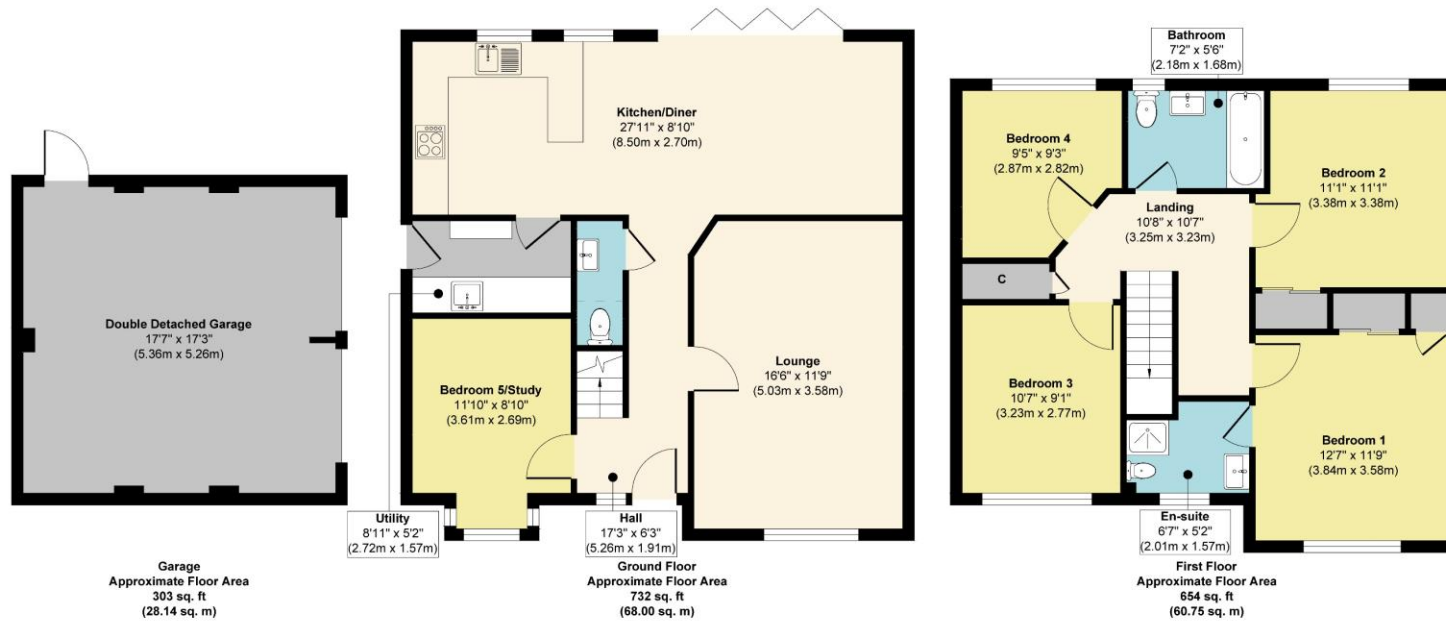 Double Detached Garage
17'7" x 17'3"
(5.36m x 5.26m)
Garage
Approximate Floor Area
303 sq. ft
(28.14 sq. m)
Kitchen/Diner
27'11" x 8'10"
(8.50m x 2.70m)
Lounge
16'6" x 11'9"
(5.03m x 3.58m)
Bedroom 5/Study
11'10" x 8'10"
(3.61m x 2.69m)
Utility
8'11" x 5'2"
(2.72m x 1.57m)
Hall
17'3" x 6'3"
(5.26m x 1.91m)
Ground Floor
Approximate Floor Area
732 sq. ft
(68.00 sq. m)
Bathroom
7'2" x 5'6"
(2.18m x 1.68m)
Bedroom 4
9'5" x 9'3"
(2.87m x 2.82m)
Bedroom 2
11'1" x 11'1"
(3.38m x 3.38m)
Landing
10'8" x 10'7"
(3.25m x 3.23m)
C
Bedroom 3
10'7" x 9'1"
(3.23m x 2.77m)
Bedroom 1
12'7" x 11'9"
(3.84m x 3.58m)
En-suite
6'7" x 5'2"
(2.01m x 1.57m)
First Floor
Approximate Floor Area
654 sq. ft
(60.75 sq. m)